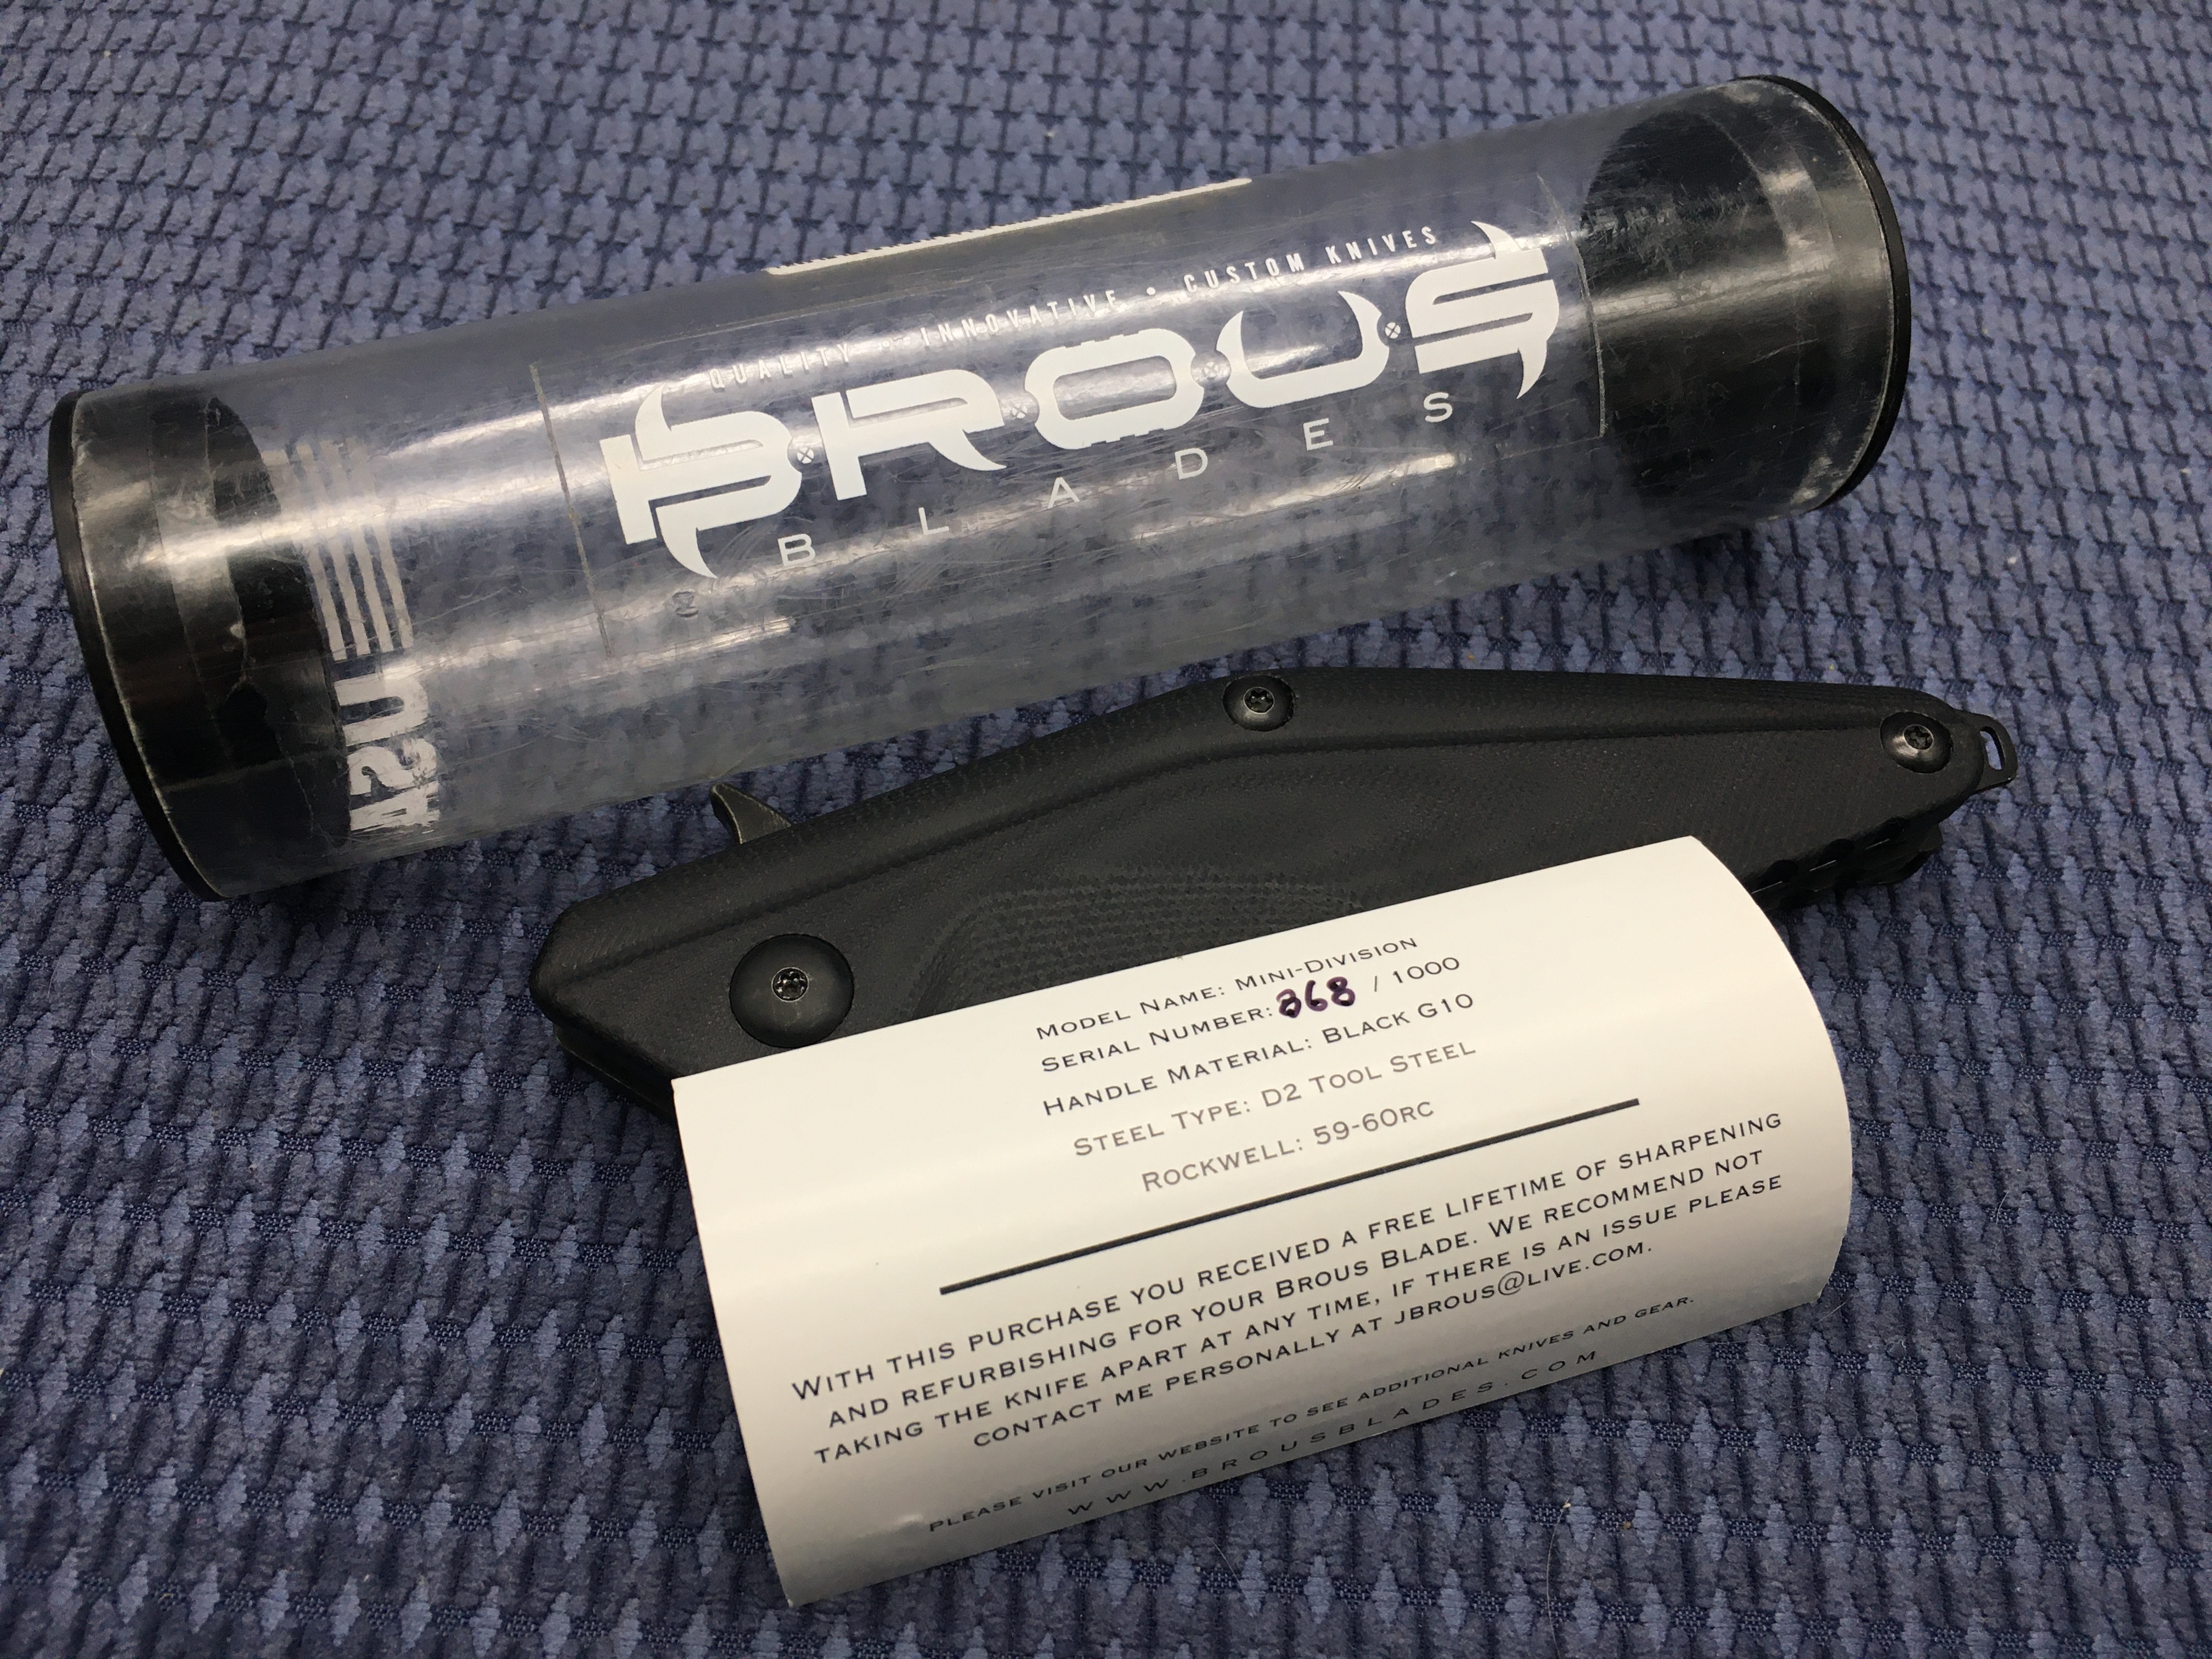 QUALITY • INNOVATIVE • CUSTOM KNIVES
BROUS
BLADES
USA
MODEL NAME: MINI-DIVISION
SERIAL NUMBER: 368 / 1000
HANDLE MATERIAL: BLACK G10
STEEL TYPE: D2 TOOL STEEL
ROCKWELL: 59-60RC
WITH THIS PURCHASE YOU RECEIVED A FREE LIFETIME OF SHARPENING
AND REFURBISHING FOR YOUR BROUS BLADE. WE RECOMMEND NOT
TAKING THE KNIFE APART AT ANY TIME, IF THERE IS AN ISSUE PLEASE
CONTACT ME PERSONALLY AT JBROUS@LIVE.COM.
PLEASE VISIT OUR WEBSITE TO SEE ADDITIONAL KNIVES AND GEAR.
WWW.BROUSBLADES.COM